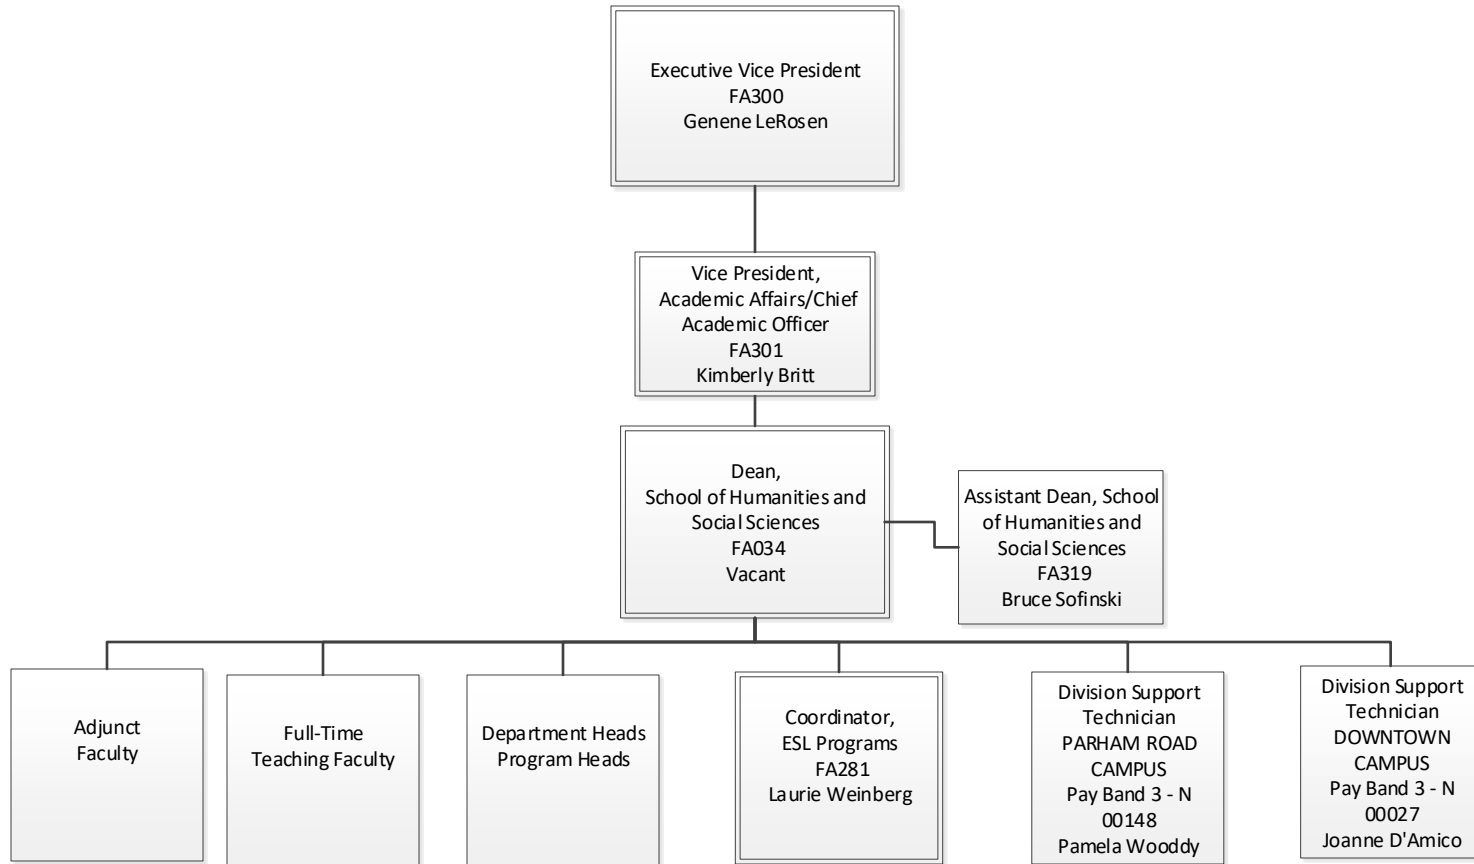 Executive Vice President
FA300
Genene LeRosen
Vice President,
Academic Affairs/Chief
Academic Officer
FA301
Kimberly Britt
Dean,
School of Humanities and
Social Sciences
FA034
Vacant
Assistant Dean, School
of Humanities and
Social Sciences
FA319
Bruce Sofinski
Adjunct
Faculty
Full-Time
Teaching Faculty
Department Heads
Program Heads
Coordinator,
ESL Programs
FA281
Laurie Weinberg
Division Support
Technician
PARHAM ROAD
CAMPUS
Pay Band 3 - N
00148
Pamela Wooddy
Division Support
Technician
DOWNTOWN
CAMPUS
Pay Band 3 - N
00027
Joanne D'Amico